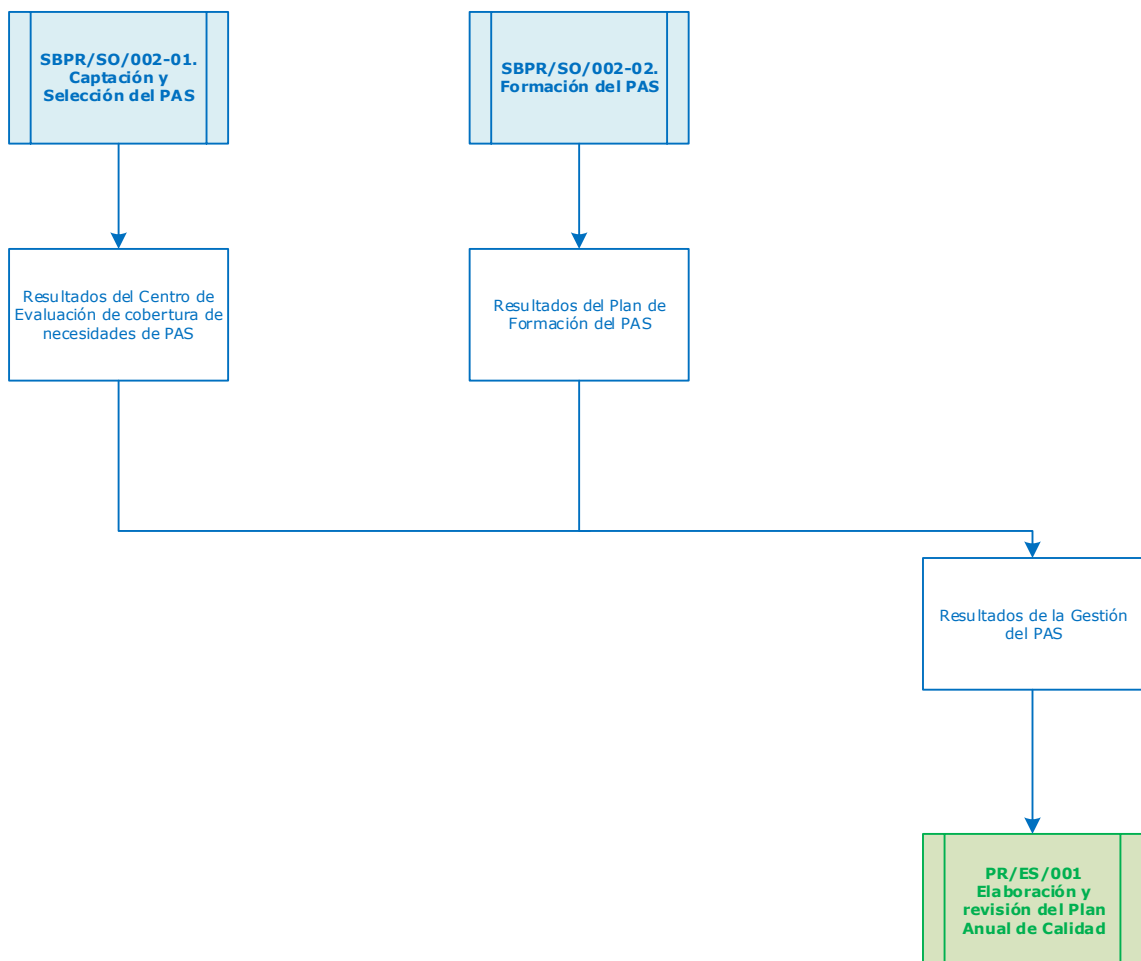 SBPR/SO/002-01.
Captación y
Selección del PAS
SBPR/SO/002-02.
Formación del PAS
Resultados del Centro de
Evaluación de cobertura de
necesidades de PAS
Resultados del Plan de
Formación del PAS
Resultados de la Gestión
del PAS
PR/ES/001
Elaboración y
revisión del Plan
Anual de Calidad